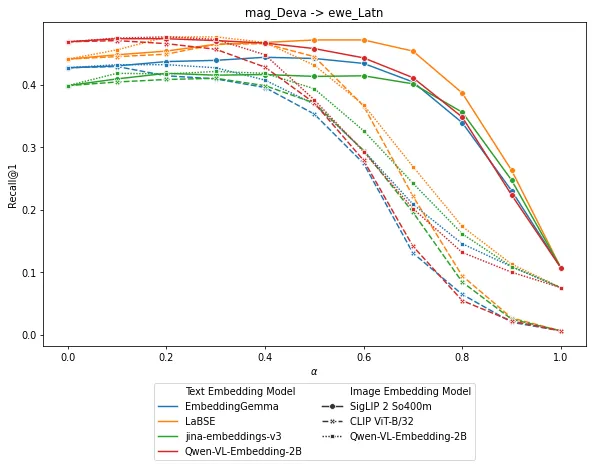 mag_Deva -> ewe_Latn
Recall@1
0.4
0.3
0.2
0.1
0.0
0.0 0.2 0.4 0.6 0.8 1.0
α
Text Embedding Model
EmbeddingGemma
LaBSE
jina-embeddings-v3
Qwen-VL-Embedding-2B
Image Embedding Model
SigLIP 2 So400m
CLIP ViT-B/32
Qwen-VL-Embedding-2B